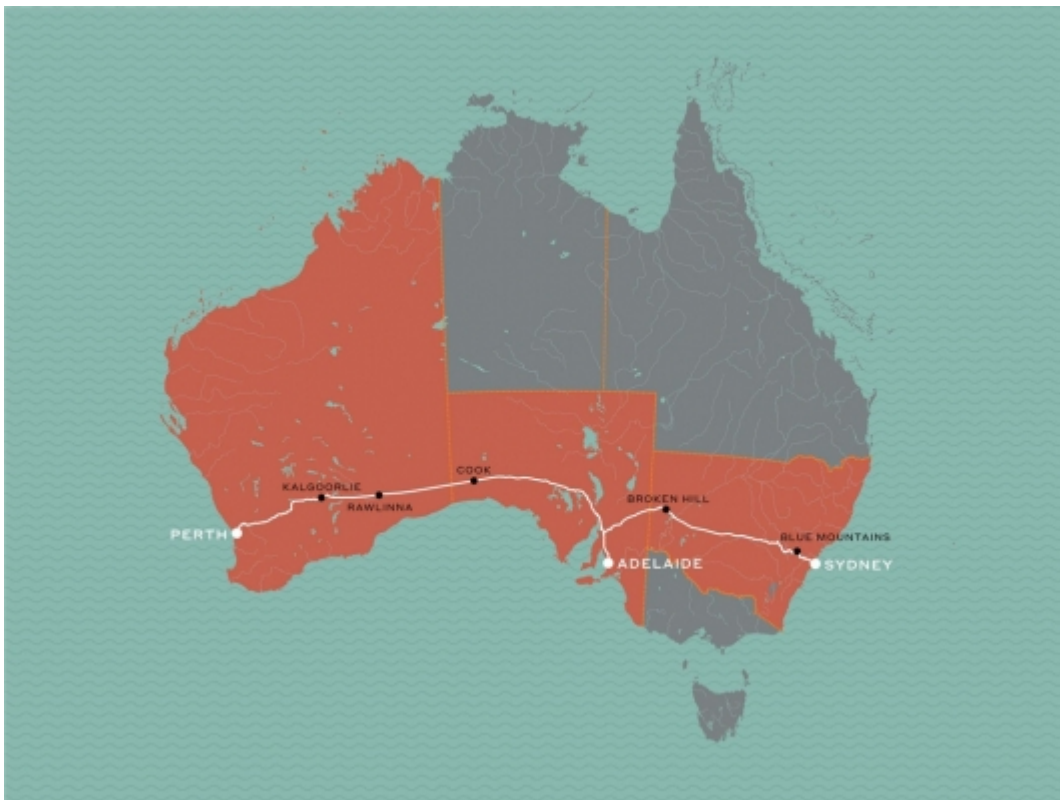 COOK
KALGOORLIE
RAWLINNA
BROKEN HILL
PERTH
BLUE MOUNTAINS
ADELAIDE
SYDNEY